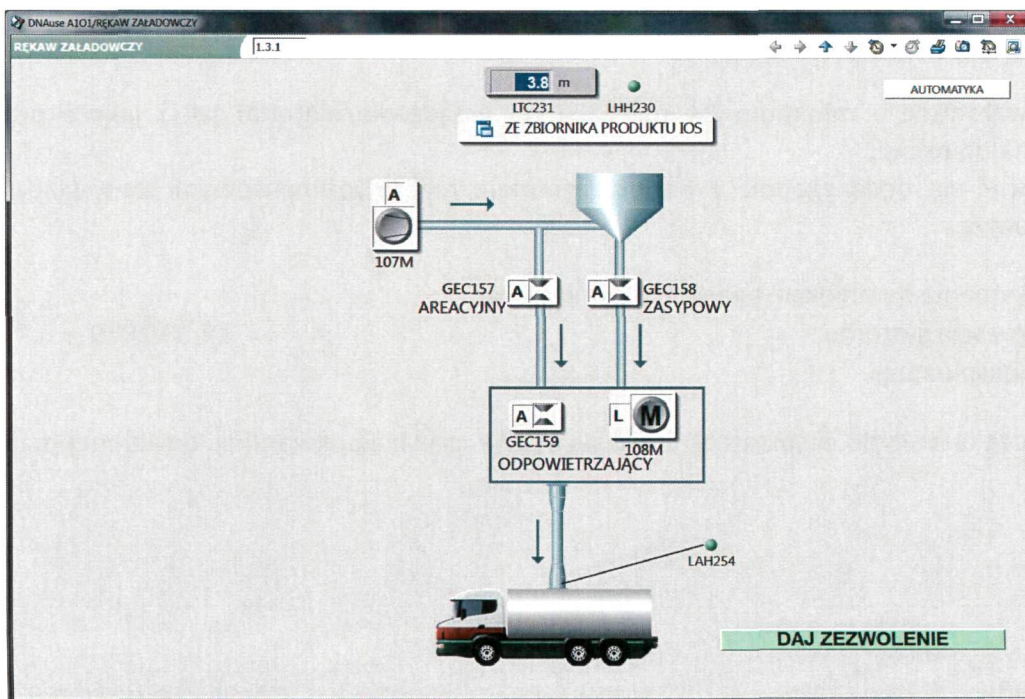 DNAuse A1O1/RĘKAW ZAŁADOWCZY
RĘKAW ZAŁADOWCZY
1.3.1
3.8 m
LTC231
LHH230
AUTOMATYKA
ZE ZBIORNIKA PRODUKTU IOS
A
107M
GEC157
AREACYJNY
A
A
GEC158
ZASYPOWY
A
GEC159
ODPOWIETRZAJĄCY
L
M
108M
LAH254
DAJ ZEZWOLENIE